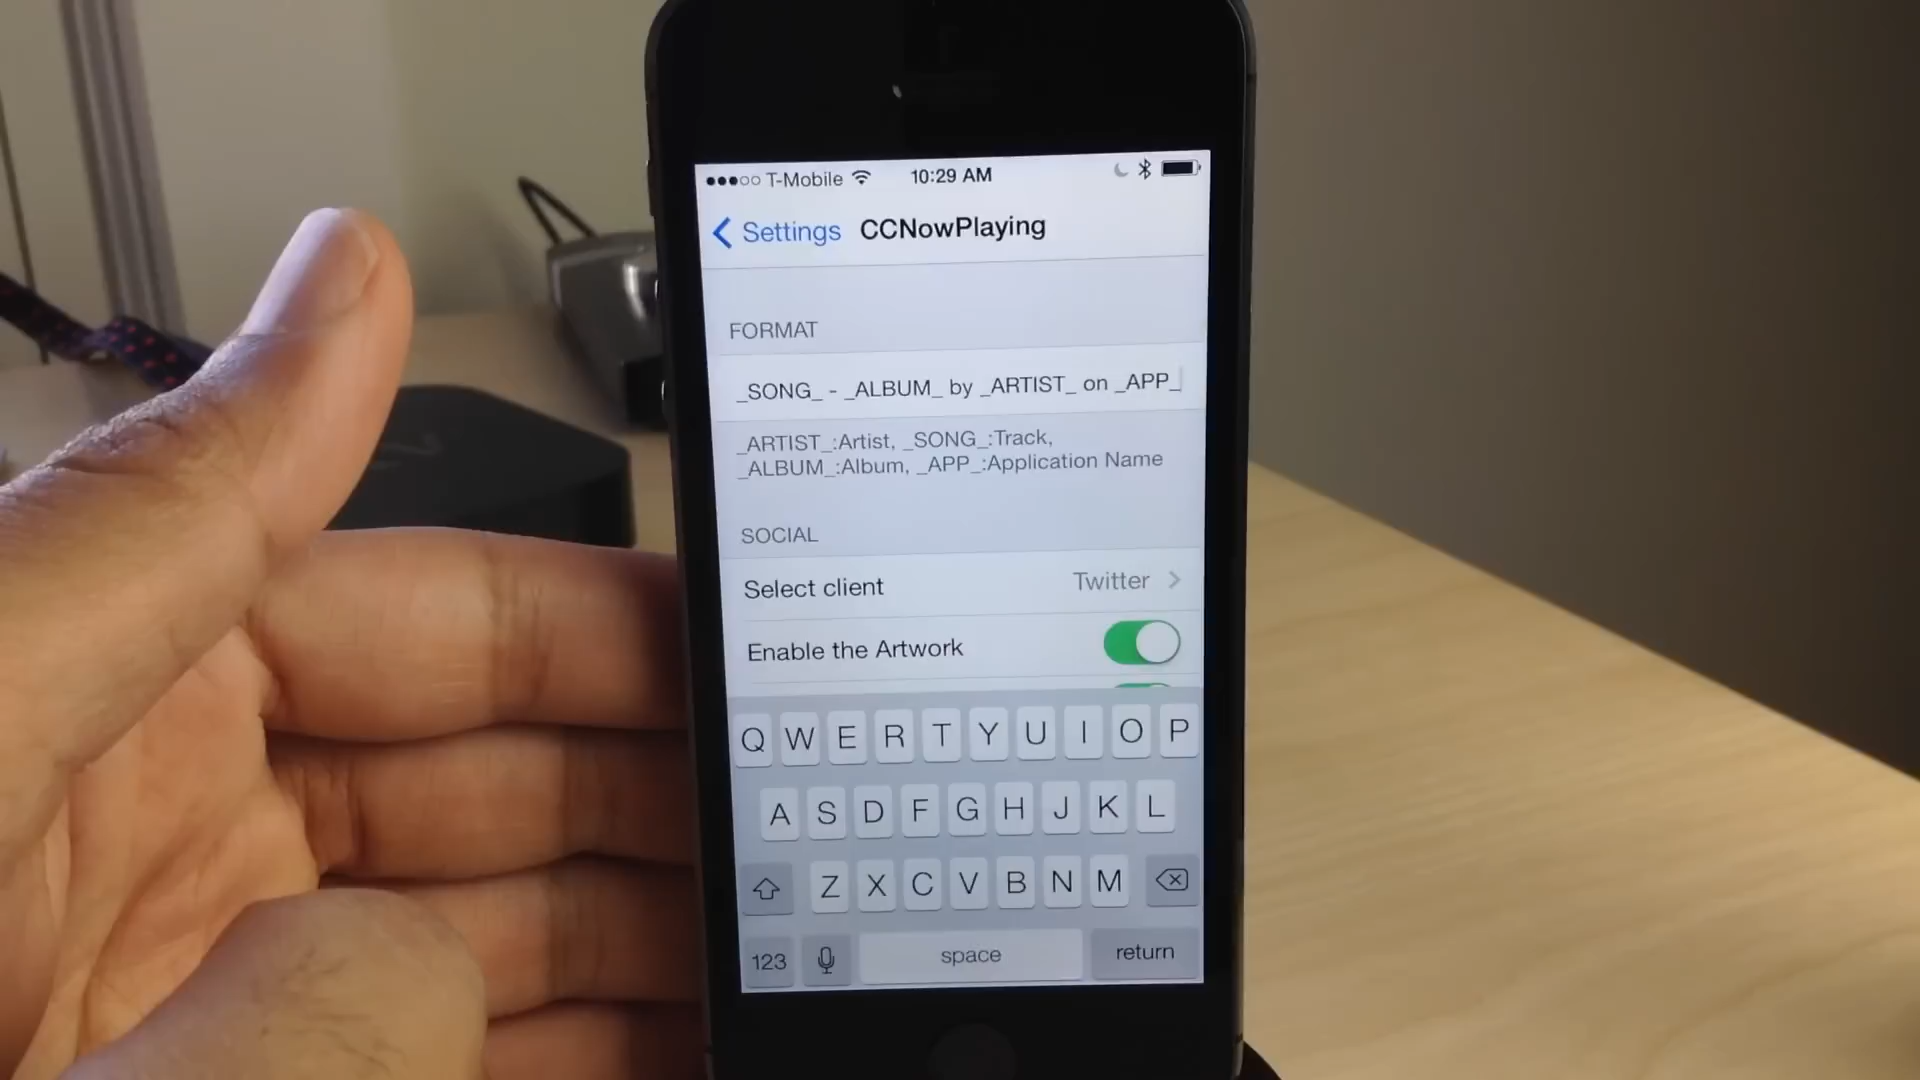 T-Mobile 10:29 AM
Settings CCNowPlaying
FORMAT
_SONG_ - _ALBUM_ by _ARTIST_ on _APP_
_ARTIST_:Artist, _SONG_:Track,
_ALBUM_:Album, _APP_:Application Name
SOCIAL
Select client Twitter
Enable the Artwork
Q W E R T Y U I O P
A S D F G H J K L
Z X C V B N M
123 space return